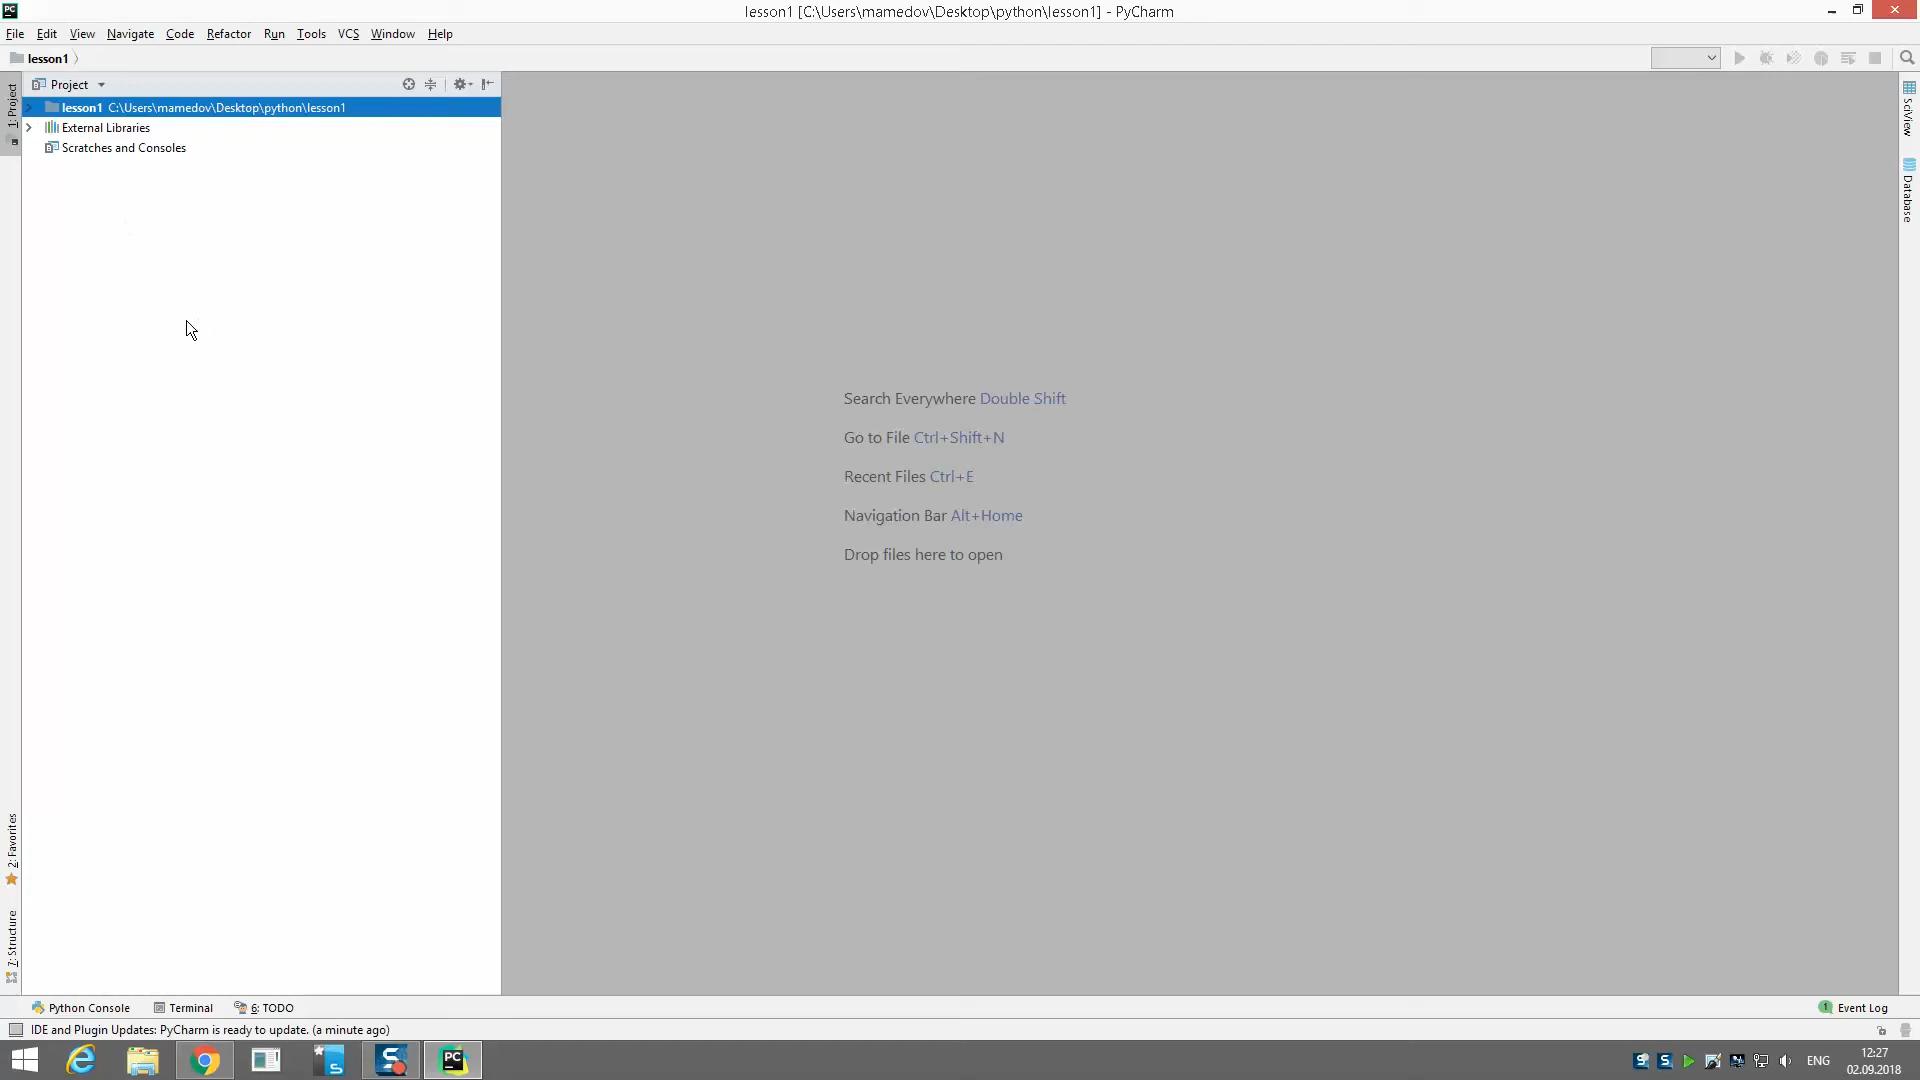 PC
lesson1 [C:\Users\mamedov\Desktop\python\lesson1] - PyCharm
File Edit View Navigate Code Refactor Run Tools VCS Window Help
lesson1
Project
lesson1 C:\Users\mamedov\Desktop\python\lesson1
External Libraries
Scratches and Consoles
1: Project
2: Favorites
7: Structure
Search Everywhere Double Shift
Go to File Ctrl+Shift+N
Recent Files Ctrl+E
Navigation Bar Alt+Home
Drop files here to open
SciView
Database
Python Console Terminal 6: TODO
1 Event Log
IDE and Plugin Updates: PyCharm is ready to update. (a minute ago)
S S PC
S S ENG
12:27
02.09.2018